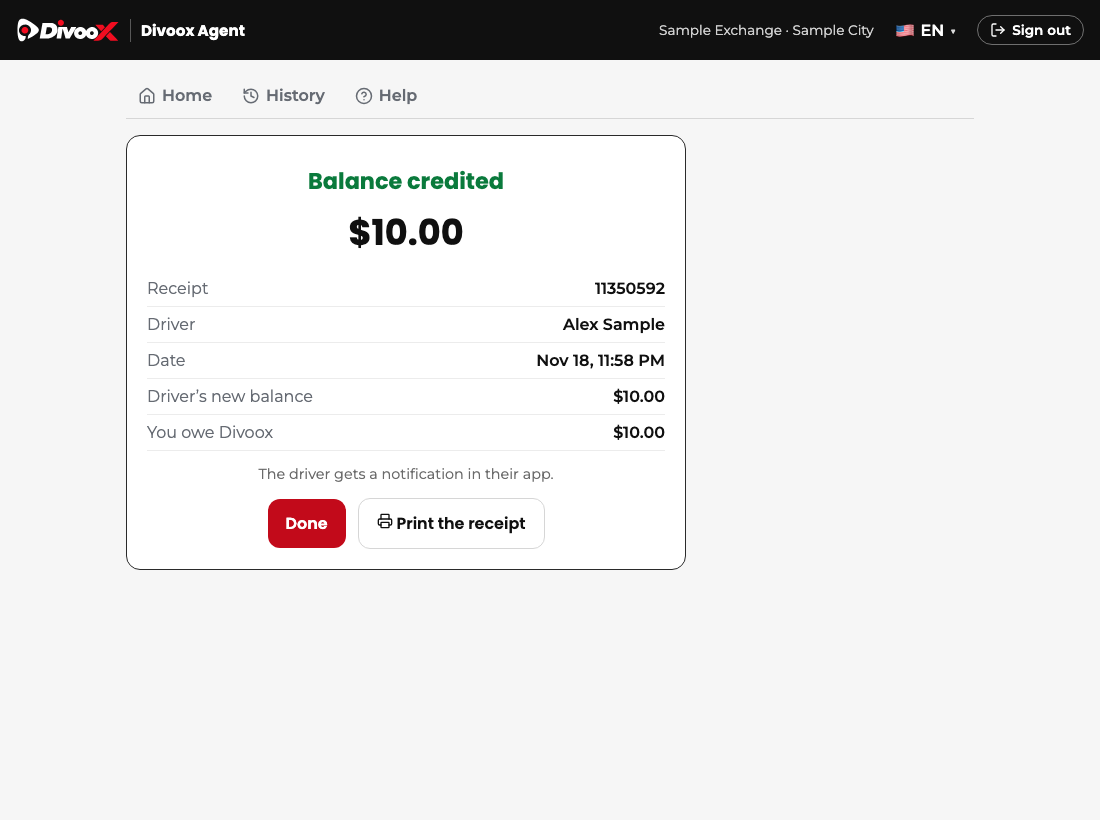 Divoox
Divoox Agent
Sample Exchange · Sample City
EN
Sign out
Home
History
Help
Balance credited
$10.00
Receipt 11350592
Driver Alex Sample
Date Nov 18, 11:58 PM
Driver’s new balance $10.00
You owe Divoox $10.00
The driver gets a notification in their app.
Done
Print the receipt